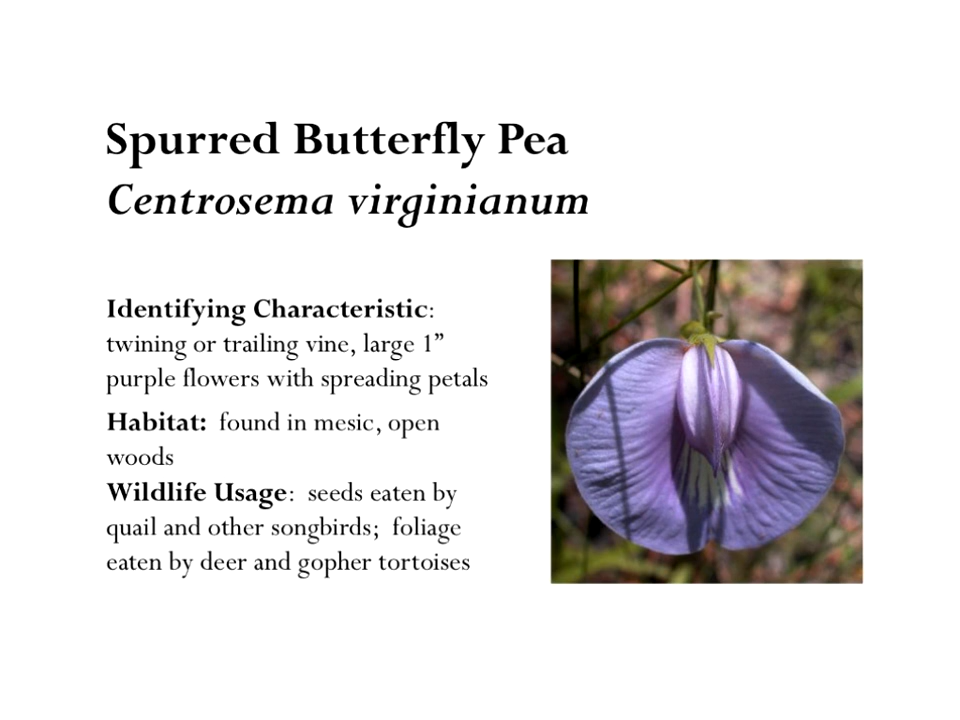 Spurred Butterfly Pea
Centrosema virginianum
Identifying Characteristic:
twining or trailing vine, large 1”
purple flowers with spreading petals
Habitat:  found in mesic, open
woods
Wildlife Usage:  seeds eaten by
quail and other songbirds;  foliage
eaten by deer and gopher tortoises